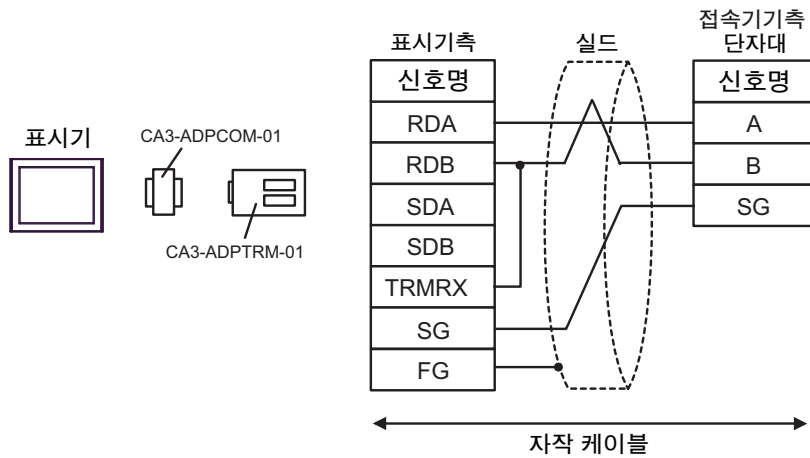 표시기
CA3-ADPCOM-01
CA3-ADPTRM-01
표시기측
신호명
RDA
RDB
SDA
SDB
TRMRX
SG
FG
실드
접속기기측
단자대
신호명
A
B
SG
자작 케이블